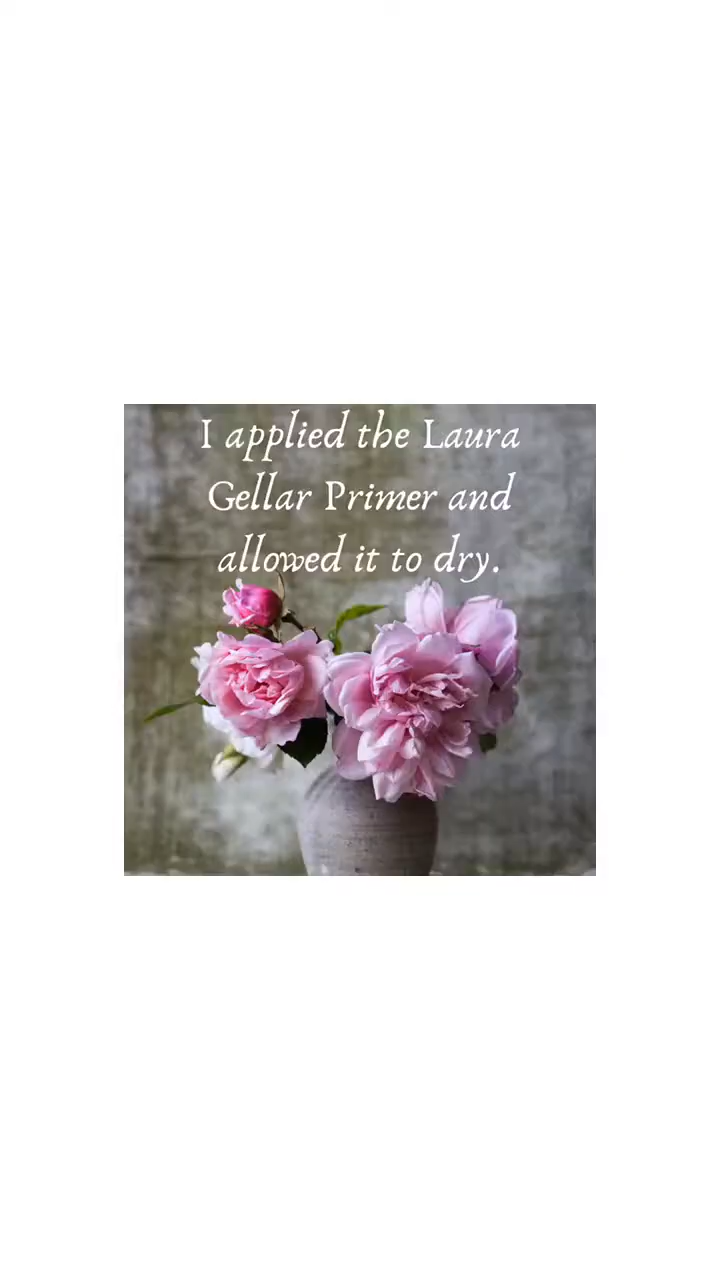 I applied the Laura
Gellar Primer and
allowed it to dry.